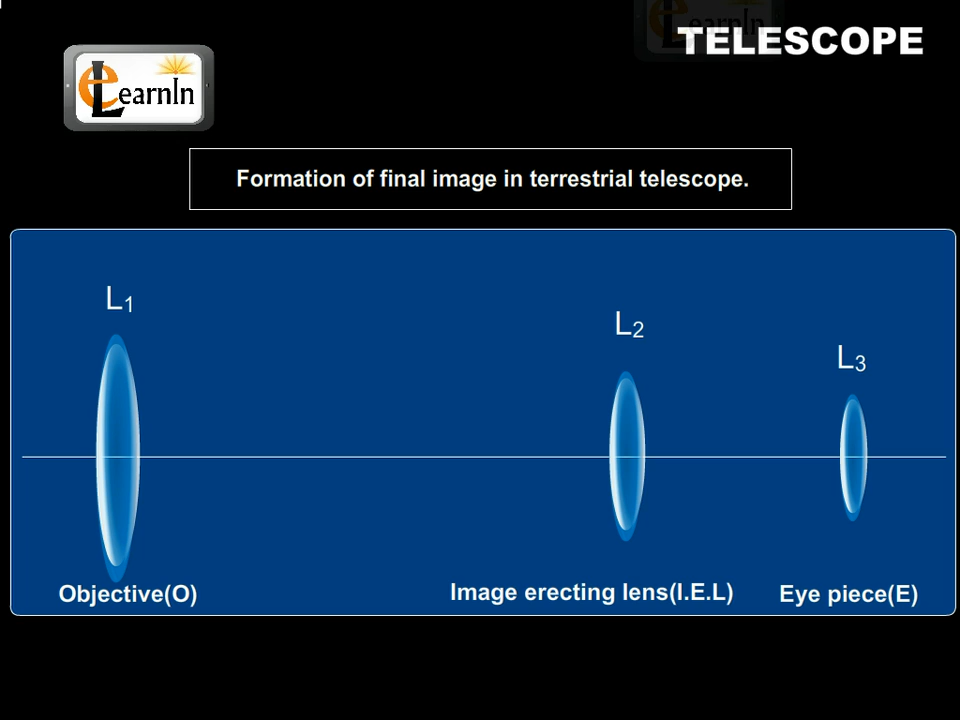 TELESCOPE
eLearnIn
Formation of final image in terrestrial telescope.
L1
L2
L3
Objective(O)
Image erecting lens(I.E.L)
Eye piece(E)